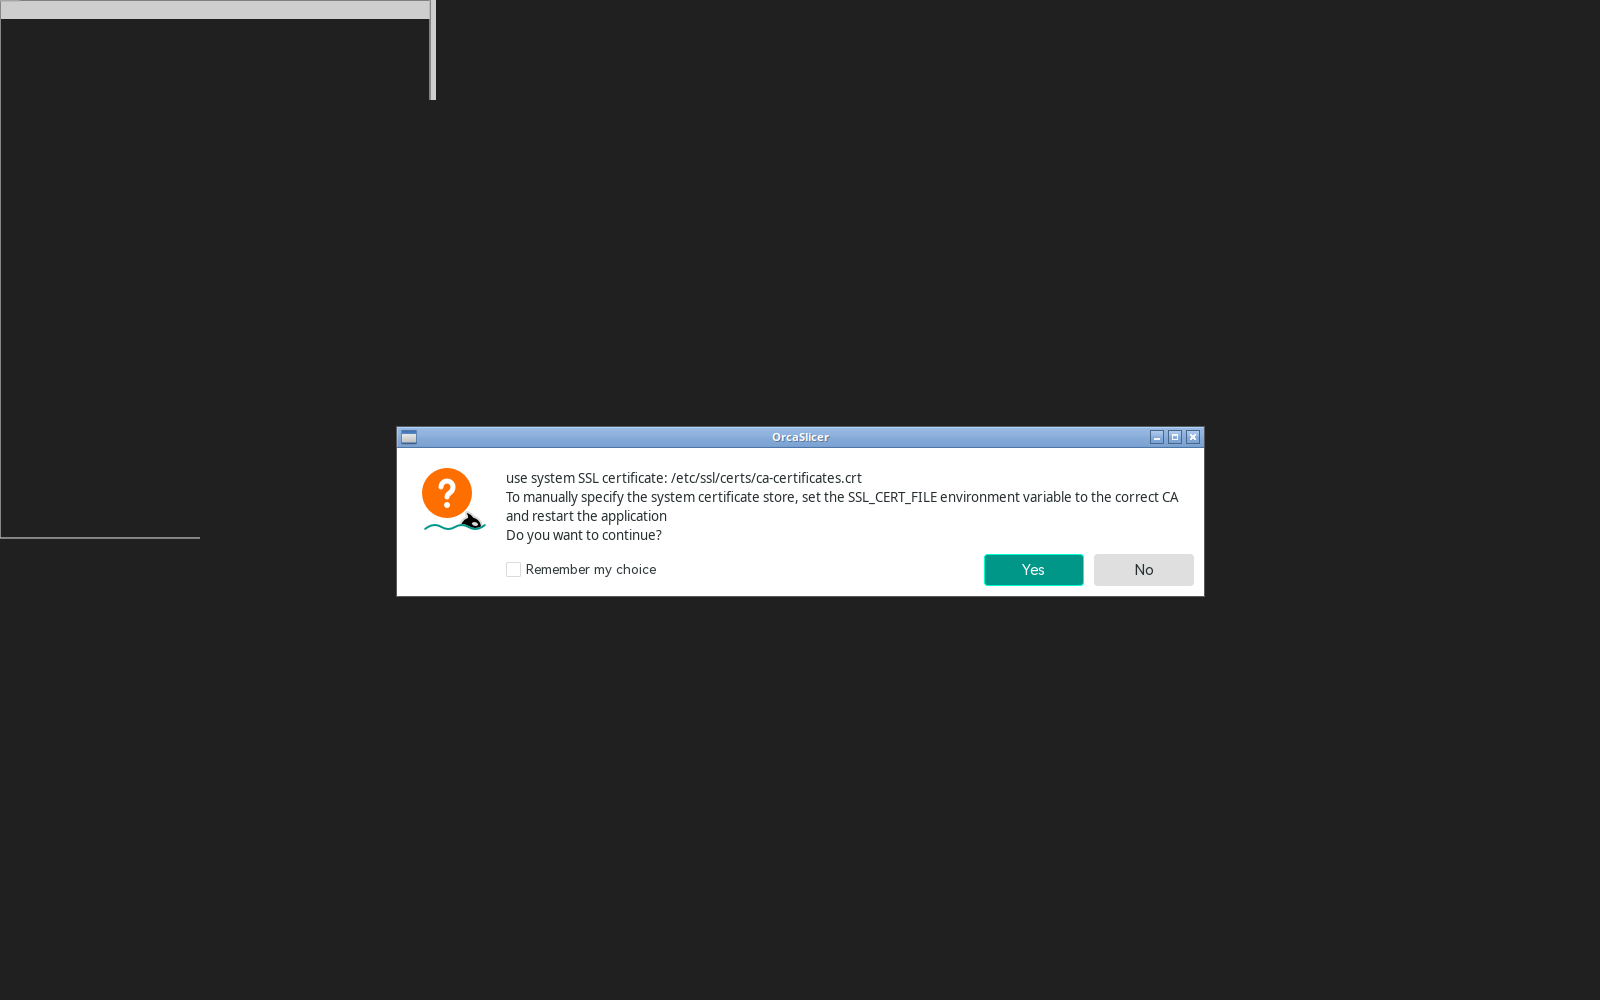 OrcaSlicer
use system SSL certificate: /etc/ssl/certs/ca-certificates.crt
To manually specify the system certificate store, set the SSL_CERT_FILE environment variable to the correct CA
and restart the application
Do you want to continue?
Remember my choice
Yes
No